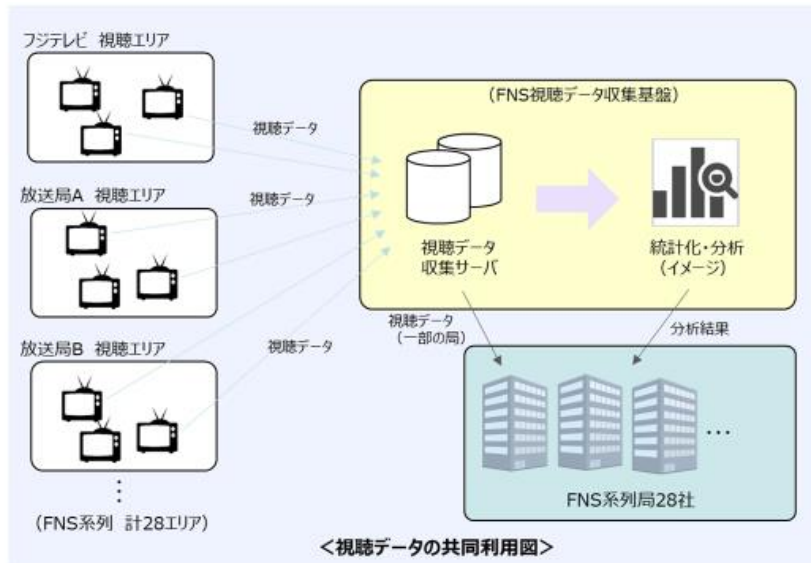 フジテレビ 視聴エリア
視聴データ
放送局A 視聴エリア
視聴データ
放送局B 視聴エリア
視聴データ
︙
(FNS系列 計28エリア)
(FNS視聴データ収集基盤)
視聴データ
収集サーバ
統計化・分析
(イメージ)
視聴データ
(一部の局)
分析結果
…
FNS系列局28社
<視聴データの共同利用図>